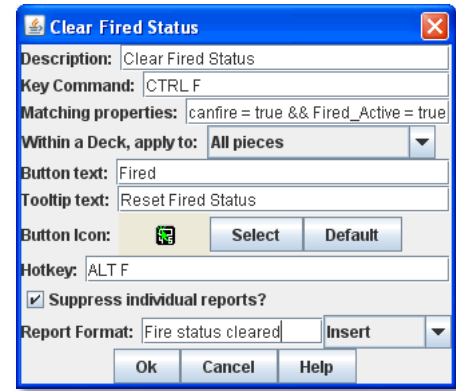 Clear Fired Status
Description: Clear Fired Status
Key Command: CTRL F
Matching properties: canfire = true && Fired_Active = true
Within a Deck, apply to: All pieces
Button text: Fired
Tooltip text: Reset Fired Status
Button Icon: Select Default
Hotkey: ALT F
Suppress individual reports?
Report Format: Fire status cleared Insert
Ok Cancel Help